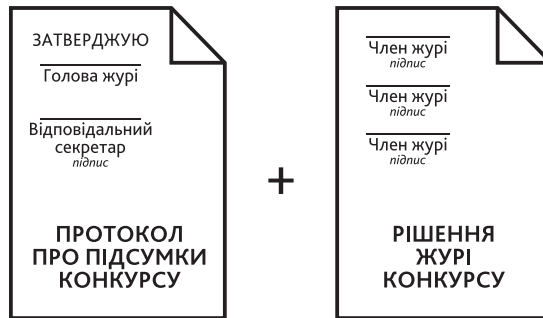 ЗАТВЕРДЖУЮ
Голова журі
Відповідальний
секретар
підпис
ПРОТОКОЛ
ПРО ПІДСУМКИ
КОНКУРСУ
+
Член журі
підпис
Член журі
підпис
Член журі
підпис
РІШЕННЯ
ЖУРІ
КОНКУРСУ